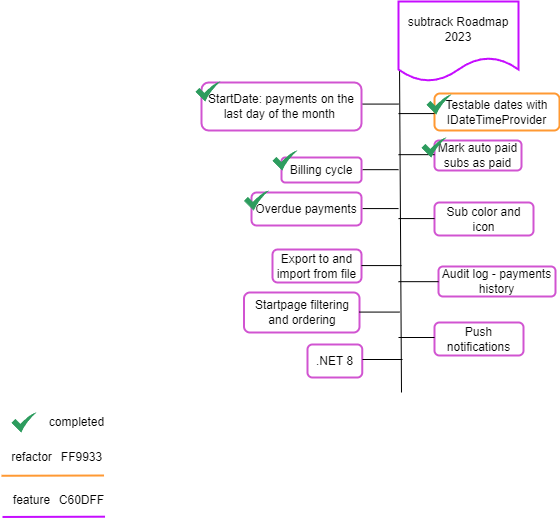 subtrack Roadmap
2023
StartDate: payments on the
last day of the month
Testable dates with
IDateTimeProvider
Mark auto paid
subs as paid
Billing cycle
Overdue payments
Sub color and
icon
Export to and
import from file
Audit log - payments
history
Startpage filtering
and ordering
Push
notifications
.NET 8
completed
refactor FF9933
feature C60DFF